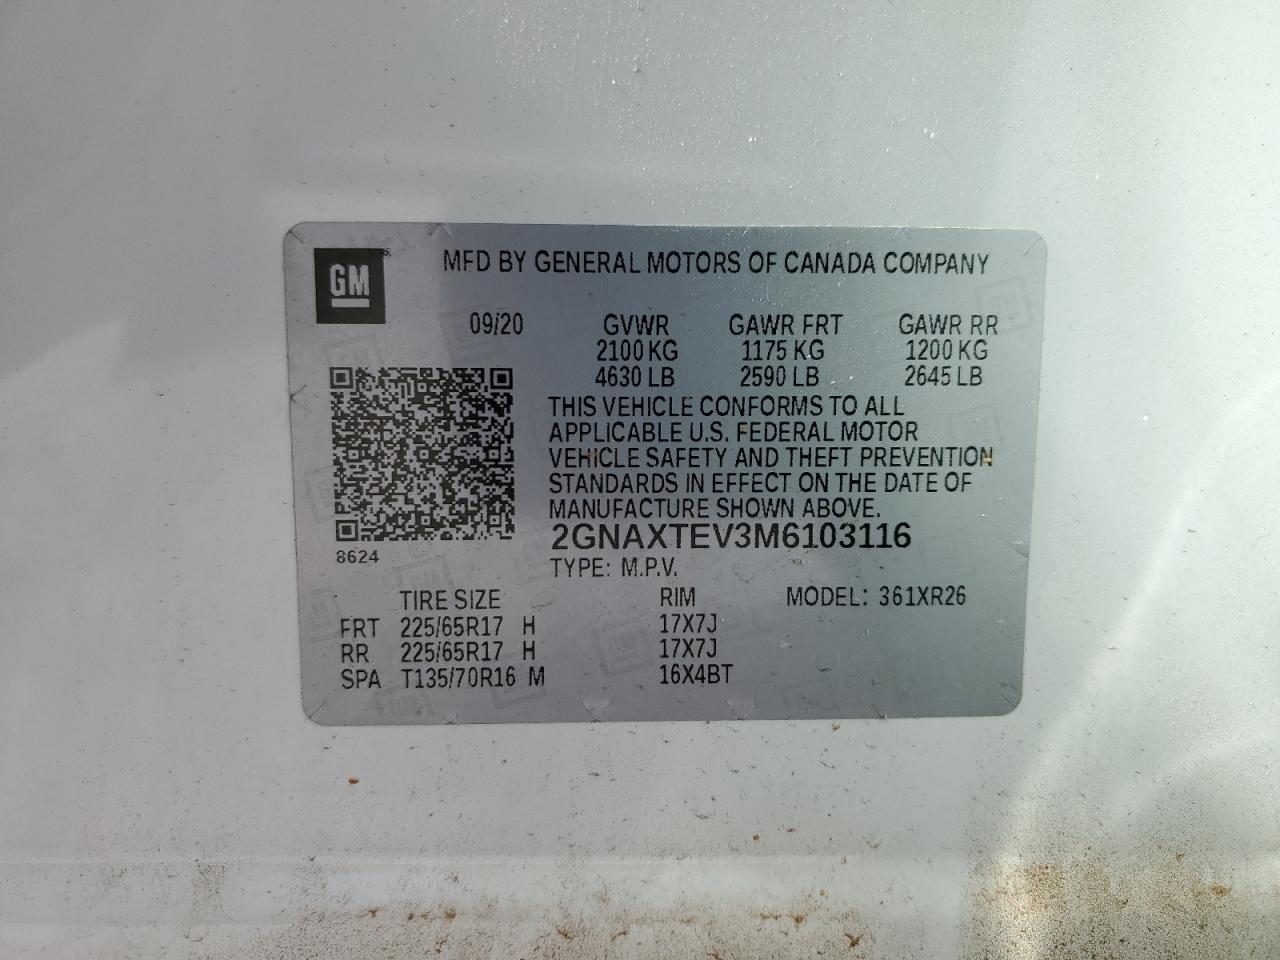 GM
MFD BY GENERAL MOTORS OF CANADA COMPANY
09/20 GVWR GAWR FRT GAWR RR
2100 KG 1175 KG 1200 KG
4630 LB 2590 LB 2645 LB
THIS VEHICLE CONFORMS TO ALL
APPLICABLE U.S. FEDERAL MOTOR
VEHICLE SAFETY AND THEFT PREVENTION
STANDARDS IN EFFECT ON THE DATE OF
MANUFACTURE SHOWN ABOVE.
2GNAXTEV3M6103116
8624
TYPE: M.P.V.
TIRE SIZE RIM MODEL: 361XR26
FRT 225/65R17 H 17X7J
RR 225/65R17 H 17X7J
SPA T135/70R16 M 16X4BT